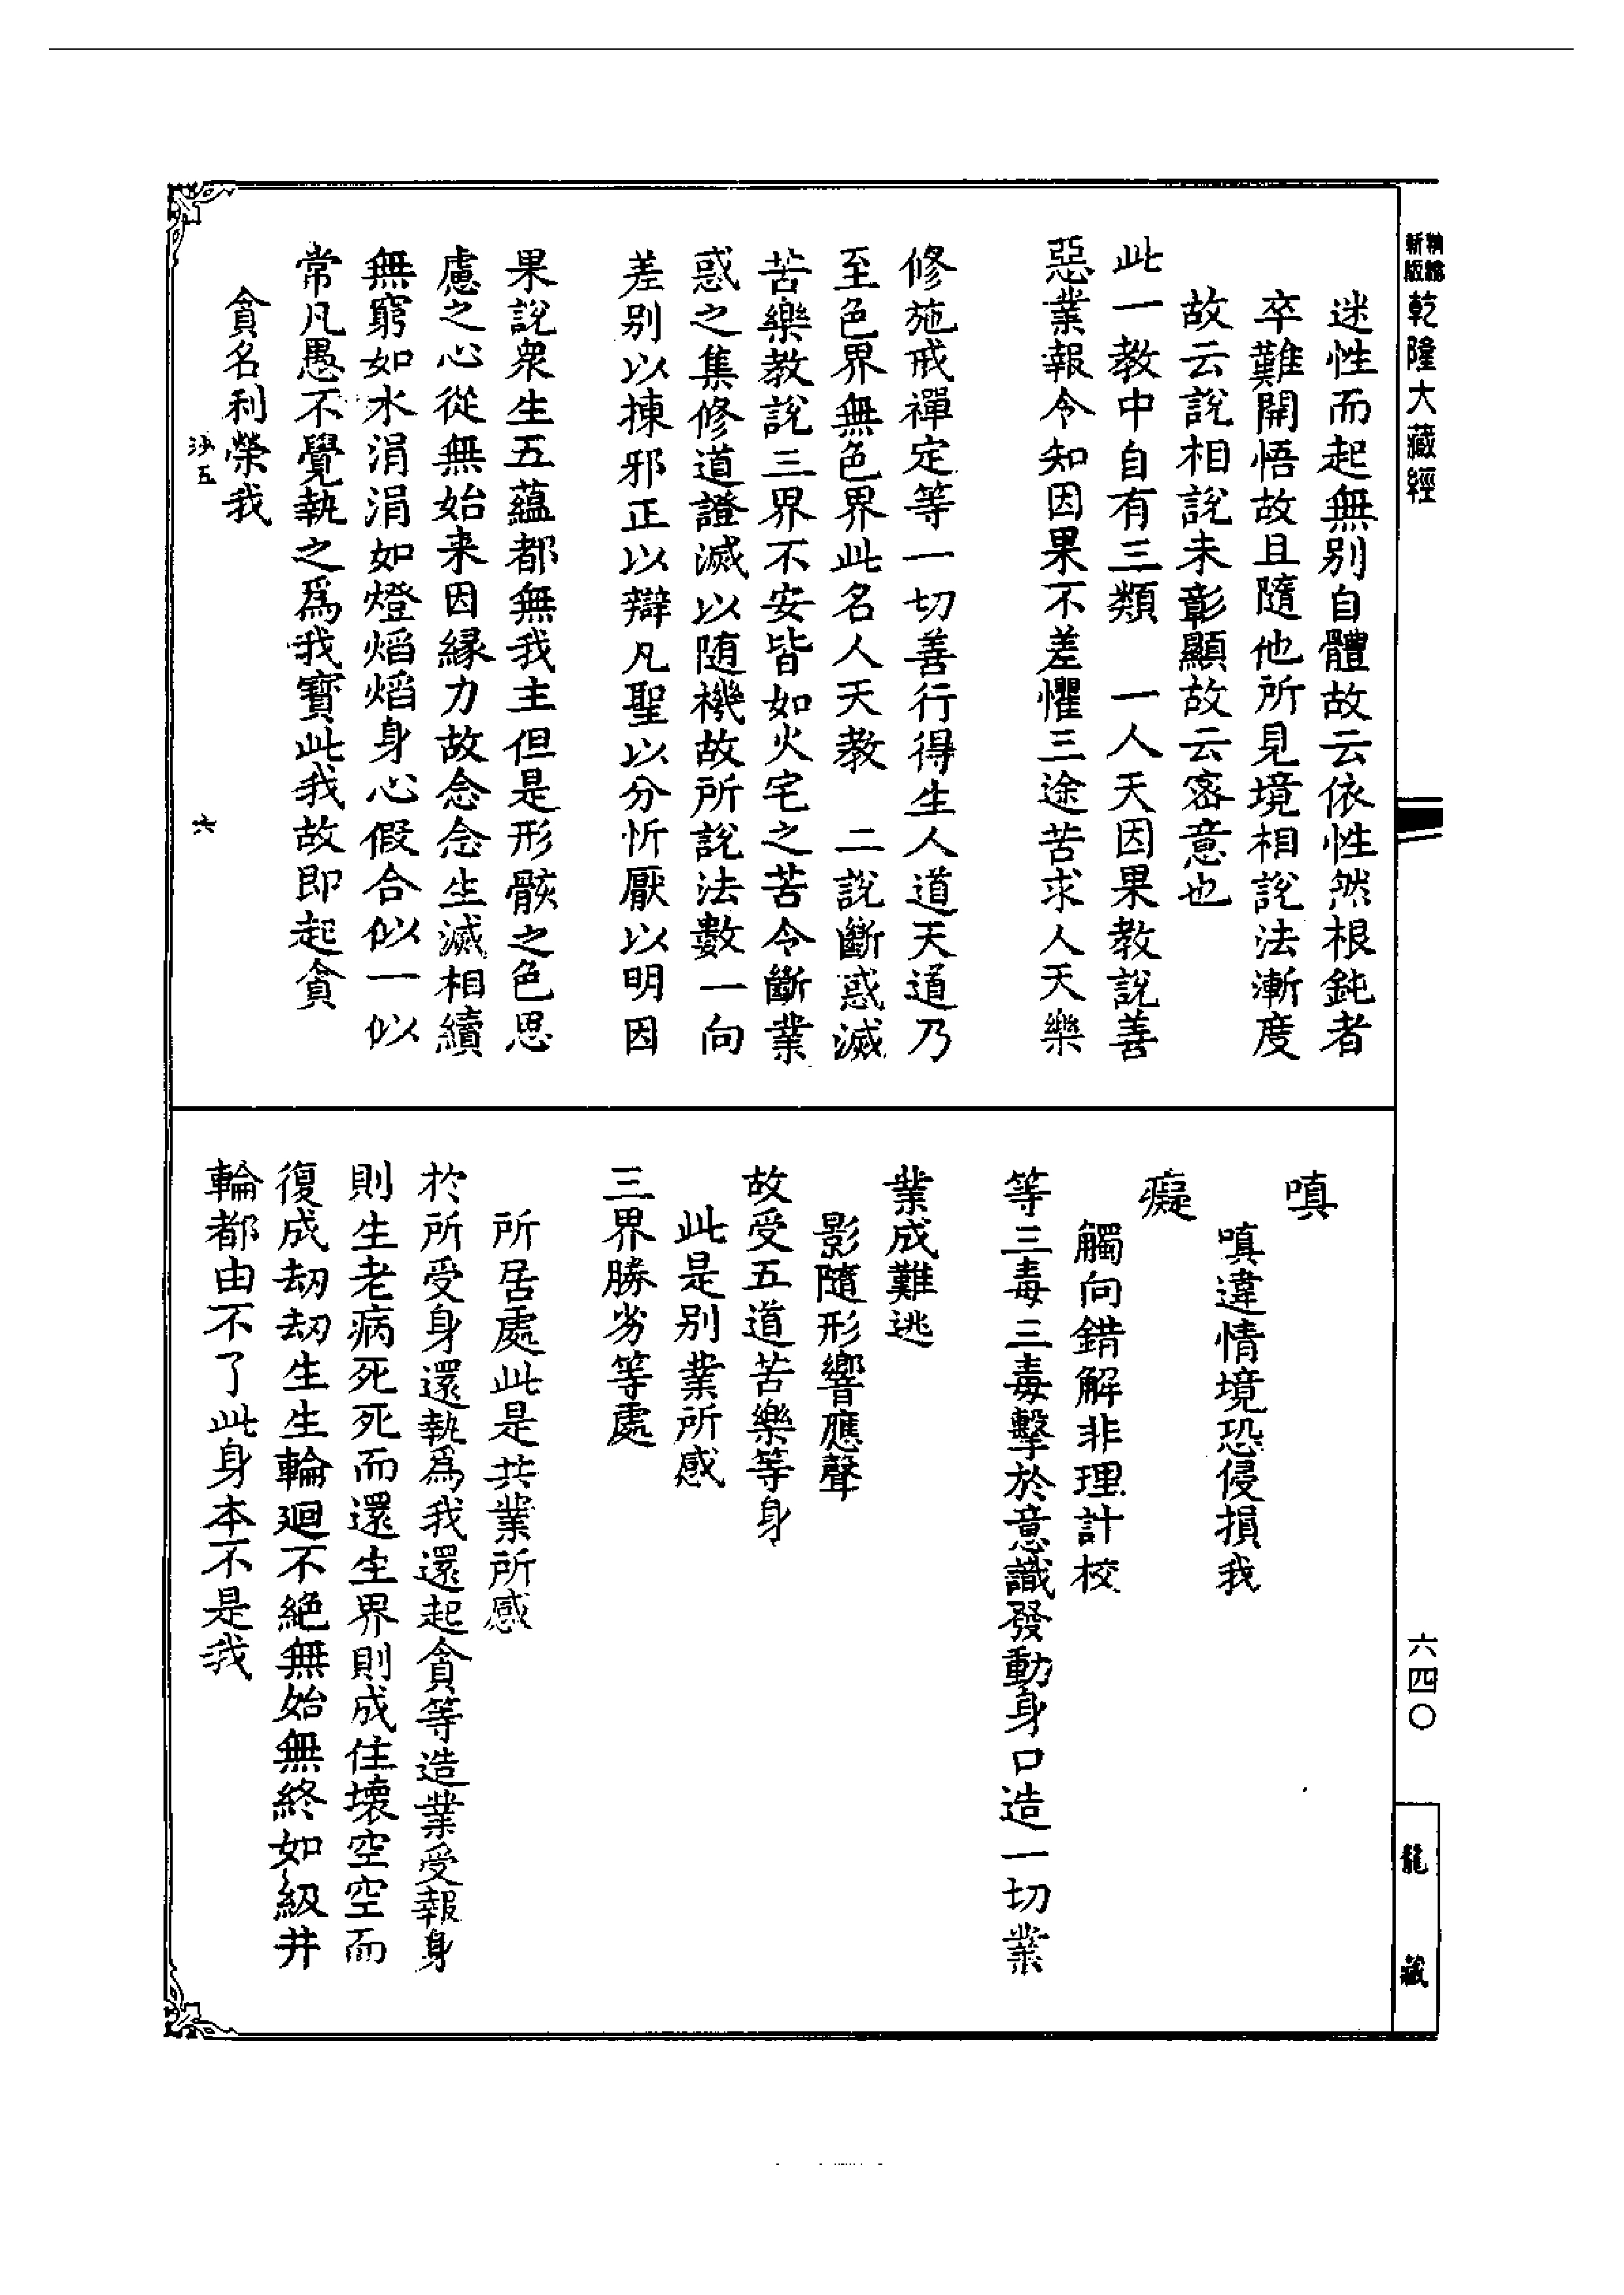 新版
乾隆大藏經
迷性而起無別自體故云依性然根鈍者
卒難開悟故且隨他所見境相說法漸度
故云說相說未彰顯故云密意也
此一教中自有三類　一人天因果教說善
惡業報令知因果不差懼三途苦求人天樂
修施戒禪定等一切善行得生人道天道乃
至色界無色界此名人天教　二說斷惑滅
苦樂教說三界不安皆如火宅之苦令斷業
惑之集修道證滅以随機故所說法數一向
差別以揀邪正以辯凡聖以分忻厭以明因
果說衆生五蘊都無我主但是形骸之色思
慮之心從無始来因緣力故念念生滅相續
無窮如水涓涓如燈焰焰身心假合似一似
常凡愚不覺執之爲我寶此我故即起貪
貪名利榮我
六
嗔
嗔違情境恐侵損我
癡
觸向錯解非理計校
等三毒三毒擊於意識發動身口造一切業
業成難逃
影隨形響應聲
故受五道苦樂等身
此是别業所感
三界勝劣等處
所居處此是共業所感
於所受身還執爲我還起貪等造業受報身
則生老病死死而還生界則成住壞空空而
復成劫劫生生輪迴不絕無始無終如級井
輪都由不了此身本不是我
六四〇
龍藏